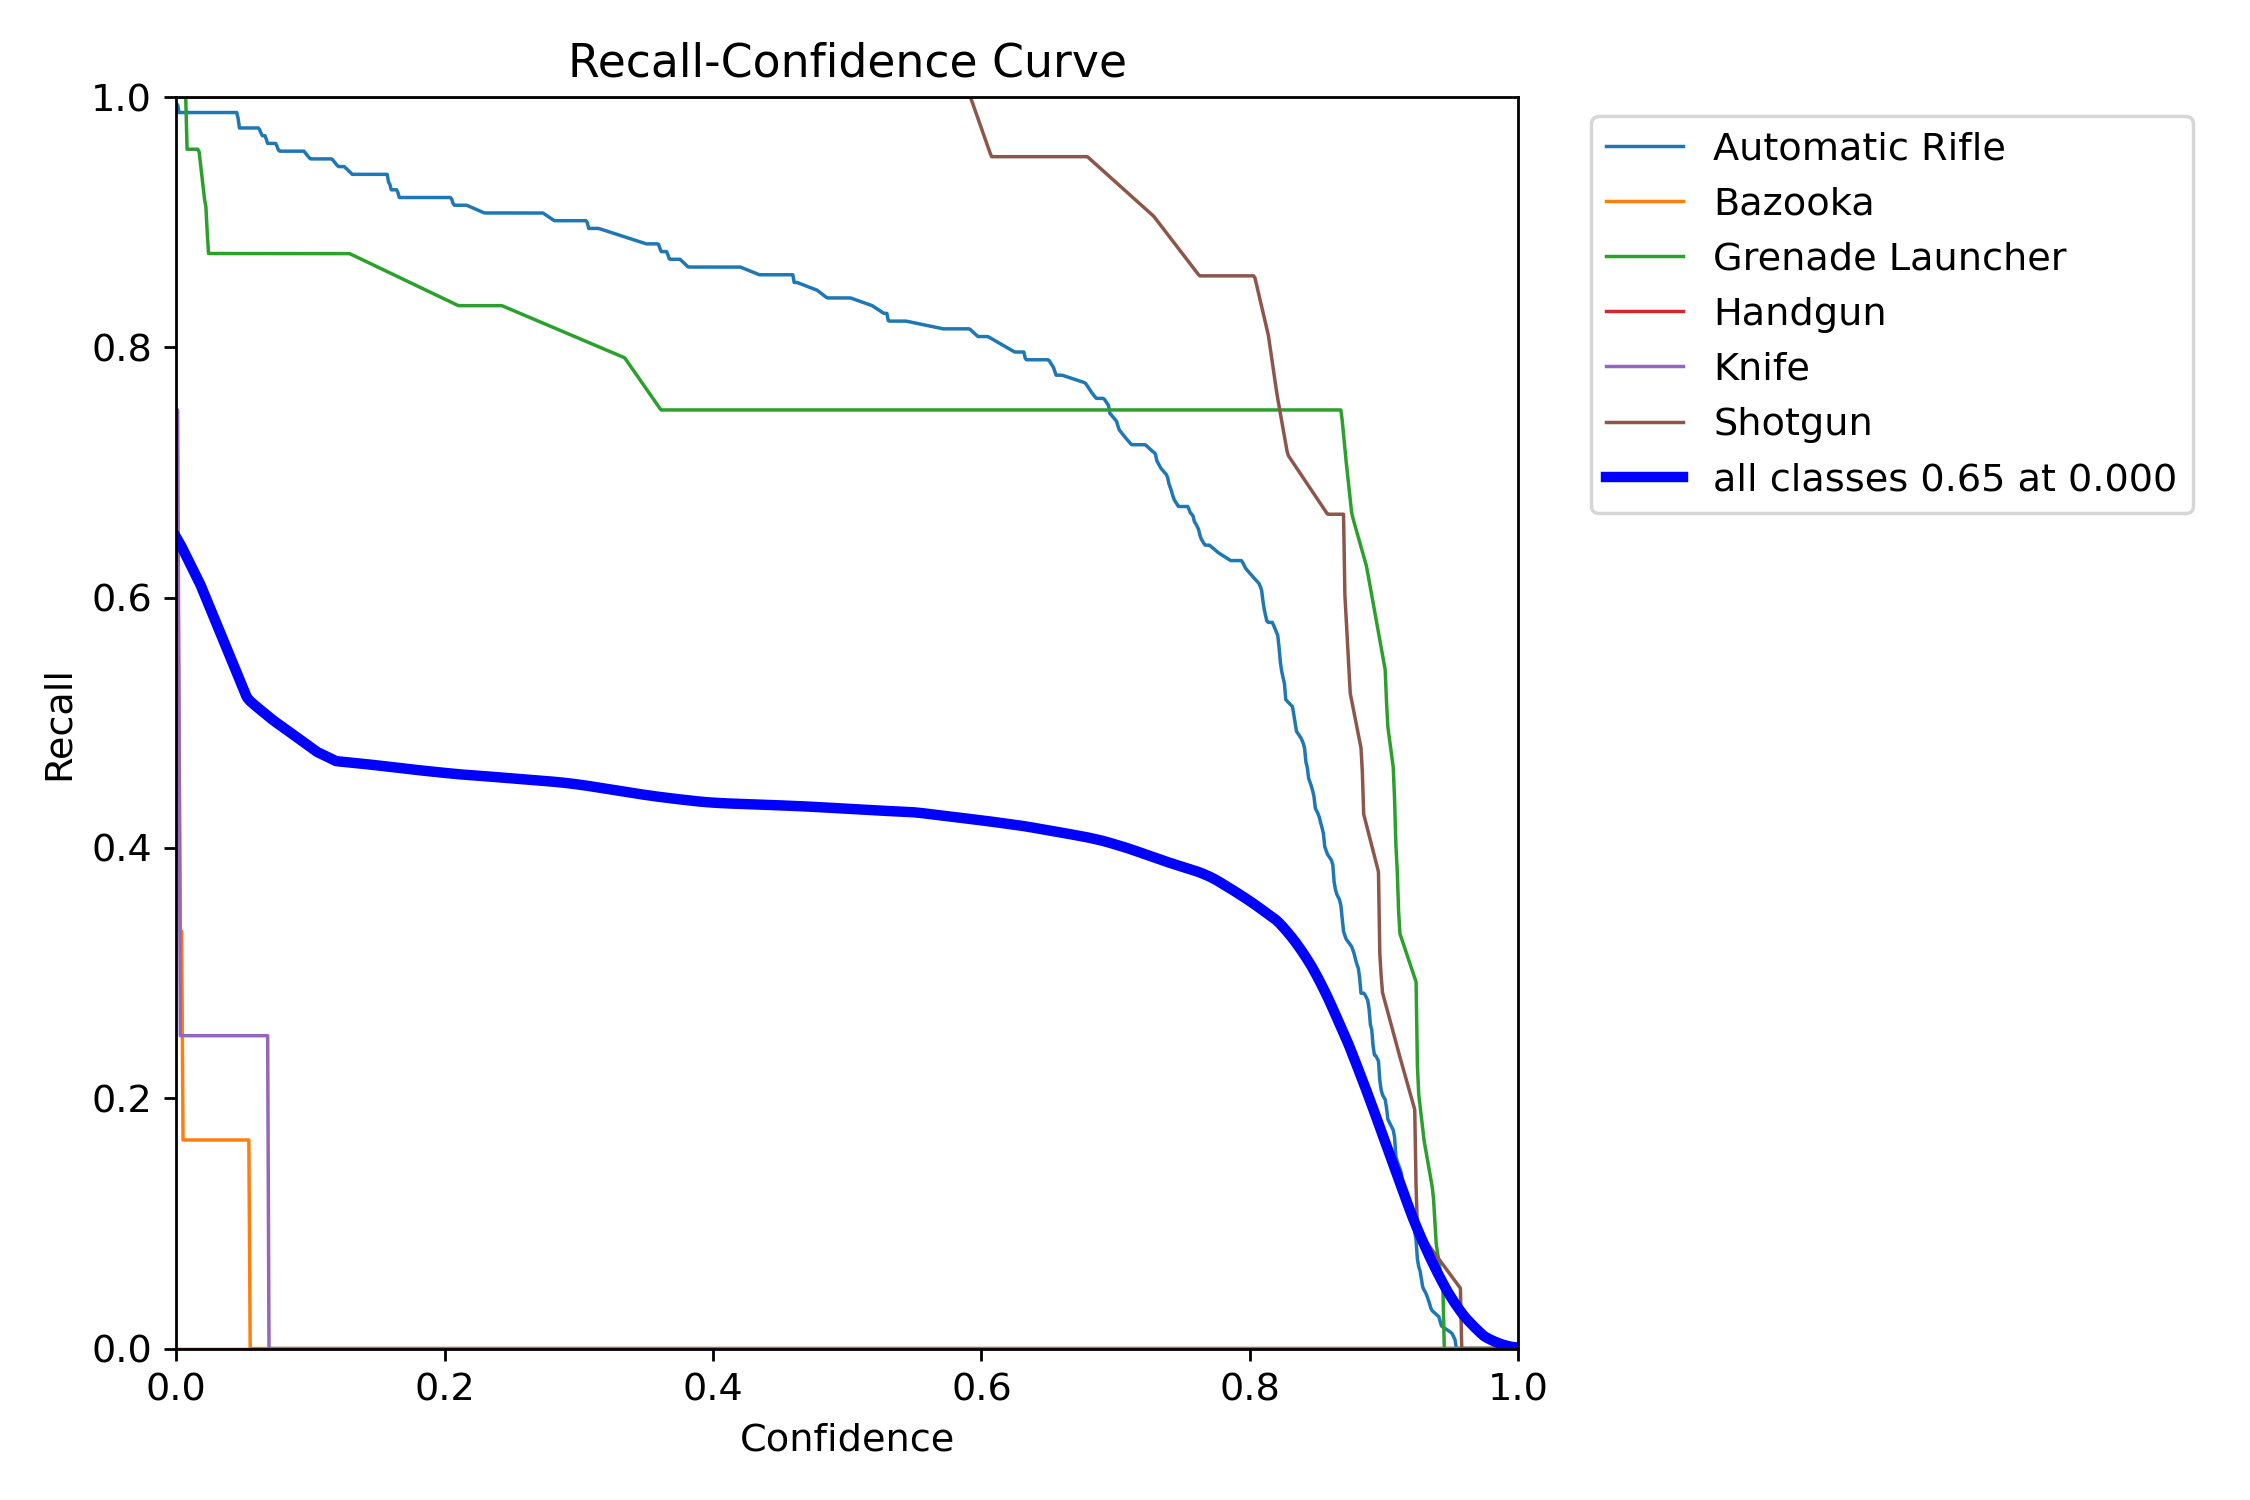 Recall-Confidence Curve
1.0
0.8
0.6
0.4
0.2
0.0
Recall
0.0 0.2 0.4 0.6 0.8 1.0
Confidence
Automatic Rifle
Bazooka
Grenade Launcher
Handgun
Knife
Shotgun
all classes 0.65 at 0.000